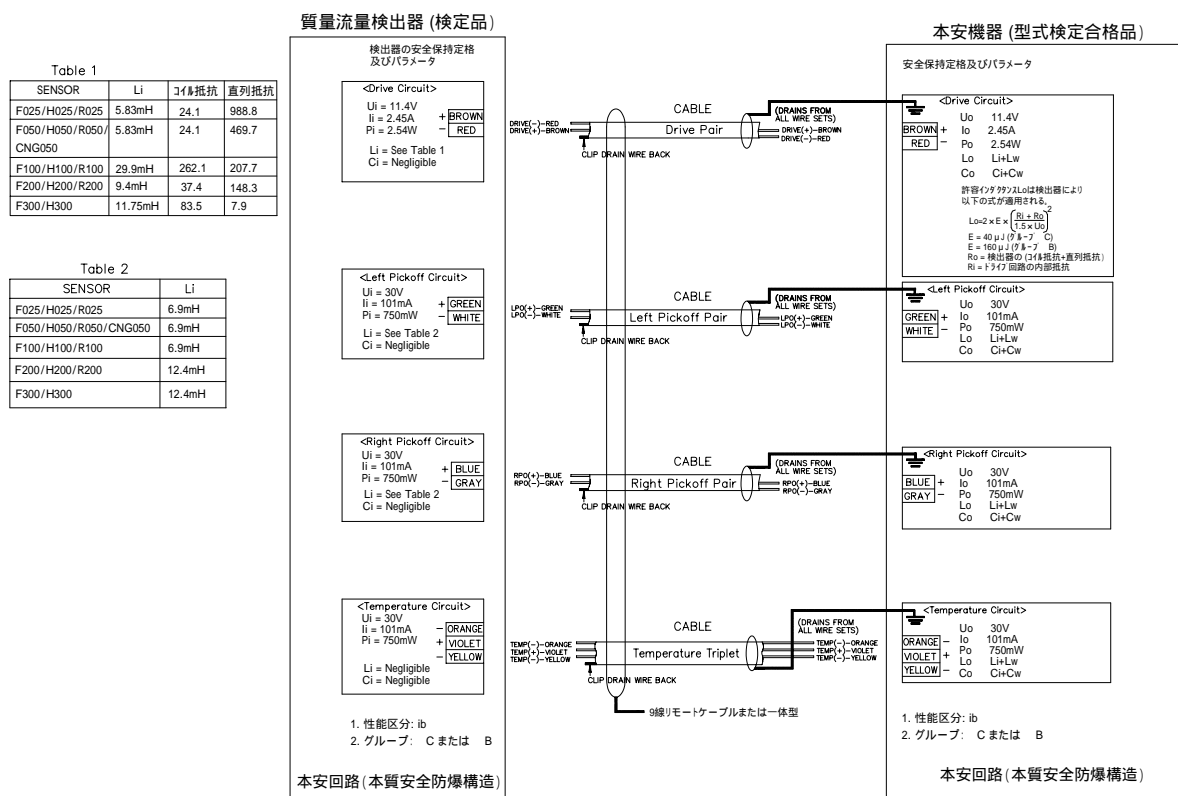 質量流量検出器 (検定品)
本安機器 (型式検定合格品)
Table 1
SENSOR Li コイル抵抗 直列抵抗
F025/H025/R025 5.83mH 24.1 988.8
F050/H050/R050/ 5.83mH 24.1 469.7
CNG050
F100/H100/R100 29.9mH 262.1 207.7
F200/H200/R200 9.4mH 37.4 148.3
F300/H300 11.75mH 83.5 7.9
Table 2
SENSOR Li
F025/H025/R025 6.9mH
F050/H050/R050/CNG050 6.9mH
F100/H100/R100 6.9mH
F200/H200/R200 12.4mH
F300/H300 12.4mH
検出器の安全保持定格
及びパラメータ
<Drive Circuit>
Ui = 11.4V
Ii = 2.45A
Pi = 2.54W
+ BROWN
- RED
Li = See Table 1
Ci = Negligible
<Left Pickoff Circuit>
Ui = 30V
Ii = 101mA
Pi = 750mW
+ GREEN
- WHITE
Li = See Table 2
Ci = Negligible
<Right Pickoff Circuit>
Ui = 30V
Ii = 101mA
Pi = 750mW
+ BLUE
- GRAY
Li = See Table 2
Ci = Negligible
<Temperature Circuit>
Ui = 30V
Ii = 101mA
Pi = 750mW
- ORANGE
+ VIOLET
- YELLOW
Li = Negligible
Ci = Negligible
1. 性能区分: ib
2. グループ: C または B
本安回路(本質安全防爆構造)
DRIVE(-)-RED
DRIVE(+)-BROWN
CABLE
Drive Pair
(DRAINS FROM
ALL WIRE SETS)
DRIVE(+)-BROWN
DRIVE(-)-RED
CLIP DRAIN WIRE BACK
LPO(+)-GREEN
LPO(-)-WHITE
CABLE
Left Pickoff Pair
(DRAINS FROM
ALL WIRE SETS)
LPO(+)-GREEN
LPO(-)-WHITE
CLIP DRAIN WIRE BACK
RPO(+)-BLUE
RPO(-)-GRAY
CABLE
Right Pickoff Pair
(DRAINS FROM
ALL WIRE SETS)
RPO(+)-BLUE
RPO(-)-GRAY
CLIP DRAIN WIRE BACK
TEMP(-)-ORANGE
TEMP(+)-VIOLET
TEMP(-)-YELLOW
CABLE
Temperature Triplet
(DRAINS FROM
ALL WIRE SETS)
TEMP(-)-ORANGE
TEMP(+)-VIOLET
TEMP(-)-YELLOW
CLIP DRAIN WIRE BACK
9線リモートケーブルまたは一体型
安全保持定格及びパラメータ
<Drive Circuit>
BROWN +
RED -
Uo 11.4V
Io 2.45A
Po 2.54W
Lo Li+Lw
Co Ci+Cw
許容インダクタンスLoは検出器により
以下の式が適用される。
Lo=2 × E × (Ri + Ro / 1.5 × Uo)2
E = 40 μJ (グループ C)
E = 160 μJ (グループ B)
Ro = 検出器の (コイル抵抗+直列抵抗)
Ri = ドライブ回路の内部抵抗
<Left Pickoff Circuit>
GREEN +
WHITE -
Uo 30V
Io 101mA
Po 750mW
Lo Li+Lw
Co Ci+Cw
<Right Pickoff Circuit>
BLUE +
GRAY -
Uo 30V
Io 101mA
Po 750mW
Lo Li+Lw
Co Ci+Cw
<Temperature Circuit>
ORANGE -
VIOLET +
YELLOW -
Uo 30V
Io 101mA
Po 750mW
Lo Li+Lw
Co Ci+Cw
1. 性能区分: ib
2. グループ: C または B
本安回路(本質安全防爆構造)